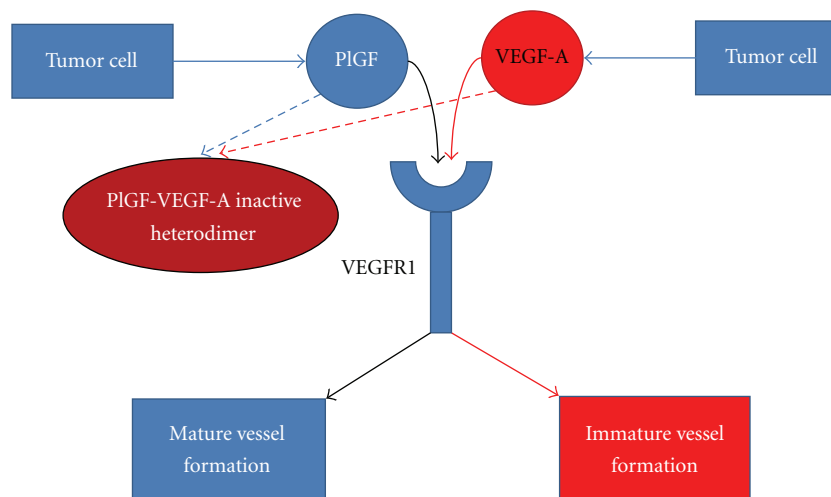 Tumor cell
PlGF
VEGF-A
Tumor cell
PlGF-VEGF-A inactive
heterodimer
VEGFR1
Mature vessel
formation
Immature vessel
formation